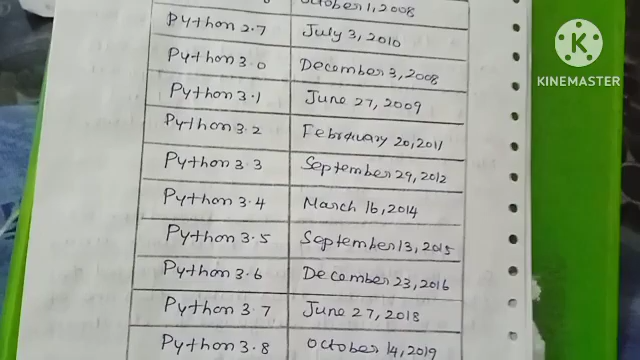 October 1, 2008
Python 2.7 July 3, 2010
Python 3.0 December 3, 2008
Python 3.1 June 27, 2009
Python 3.2 February 20, 2011
Python 3.3 September 29, 2012
Python 3.4 March 16, 2014
Python 3.5 September 13, 2015
Python 3.6 December 23, 2016
Python 3.7 June 27, 2018
Python 3.8 October 14, 2019
K
KINEMASTER